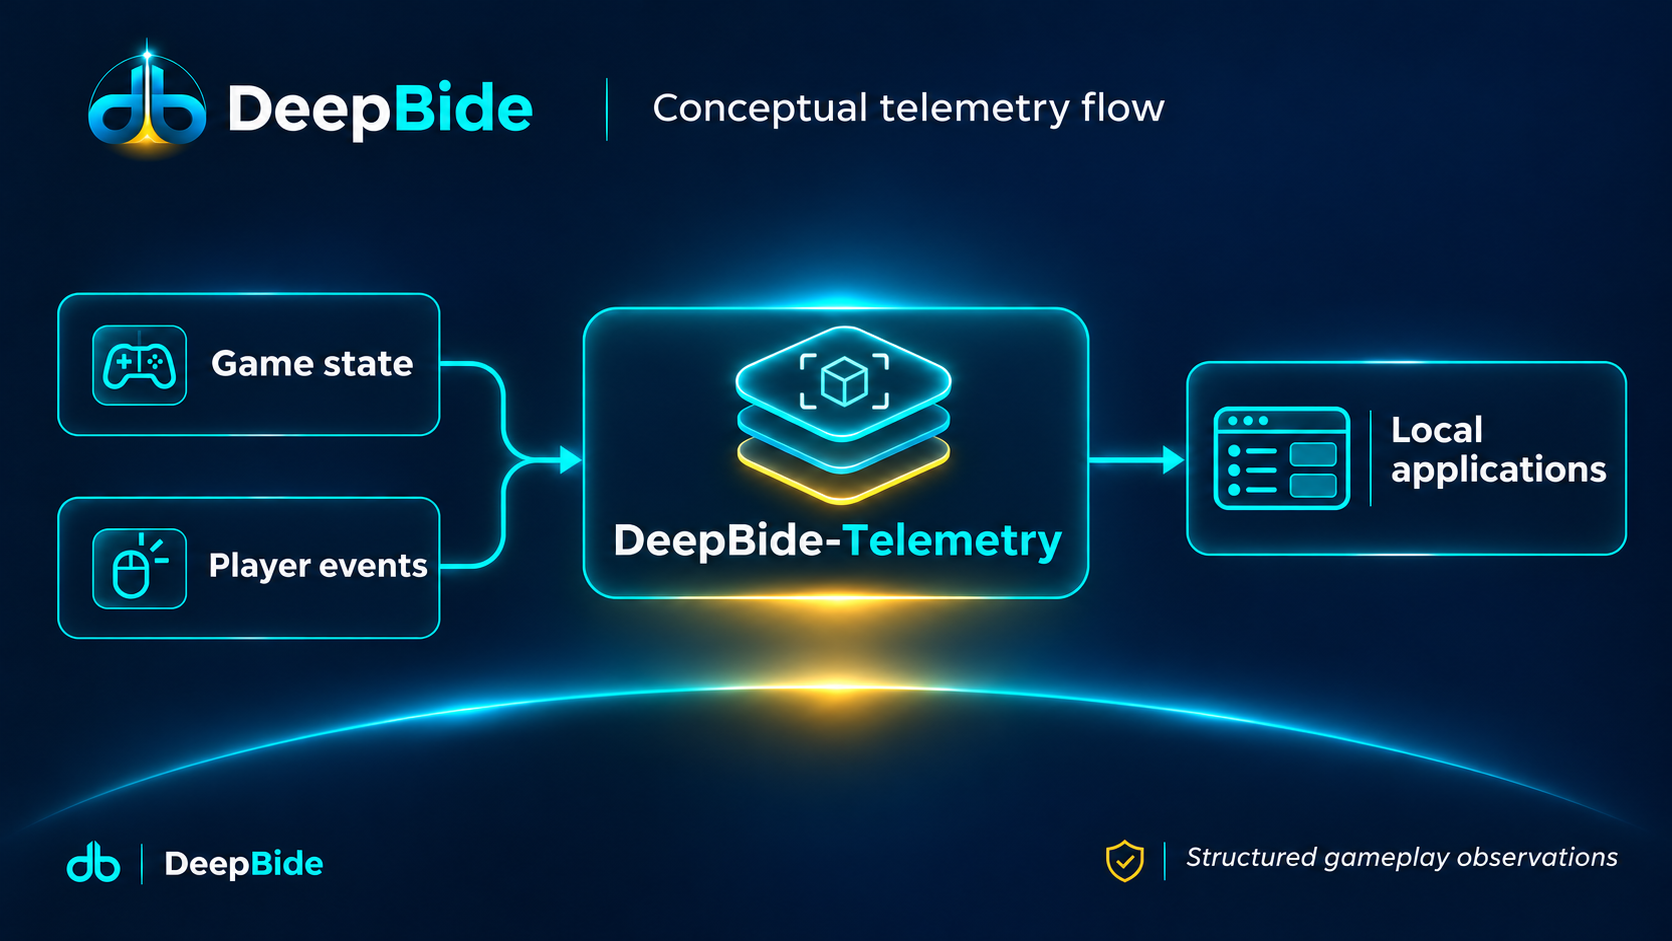 DeepBide
Conceptual telemetry flow
Game state
Player events
DeepBide-Telemetry
Local
applications
DeepBide
Structured gameplay observations